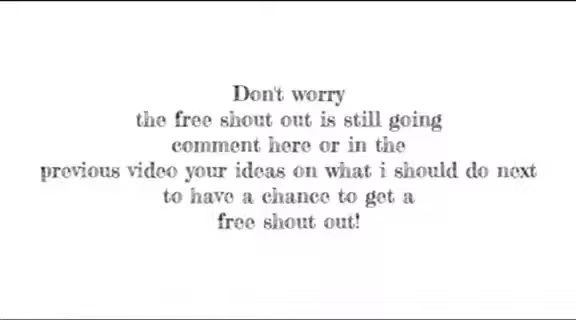 Don't worry
the free shout out is still going
comment here or in the
previous video your ideas on what i should do next
to have a chance to get a
free shout out!